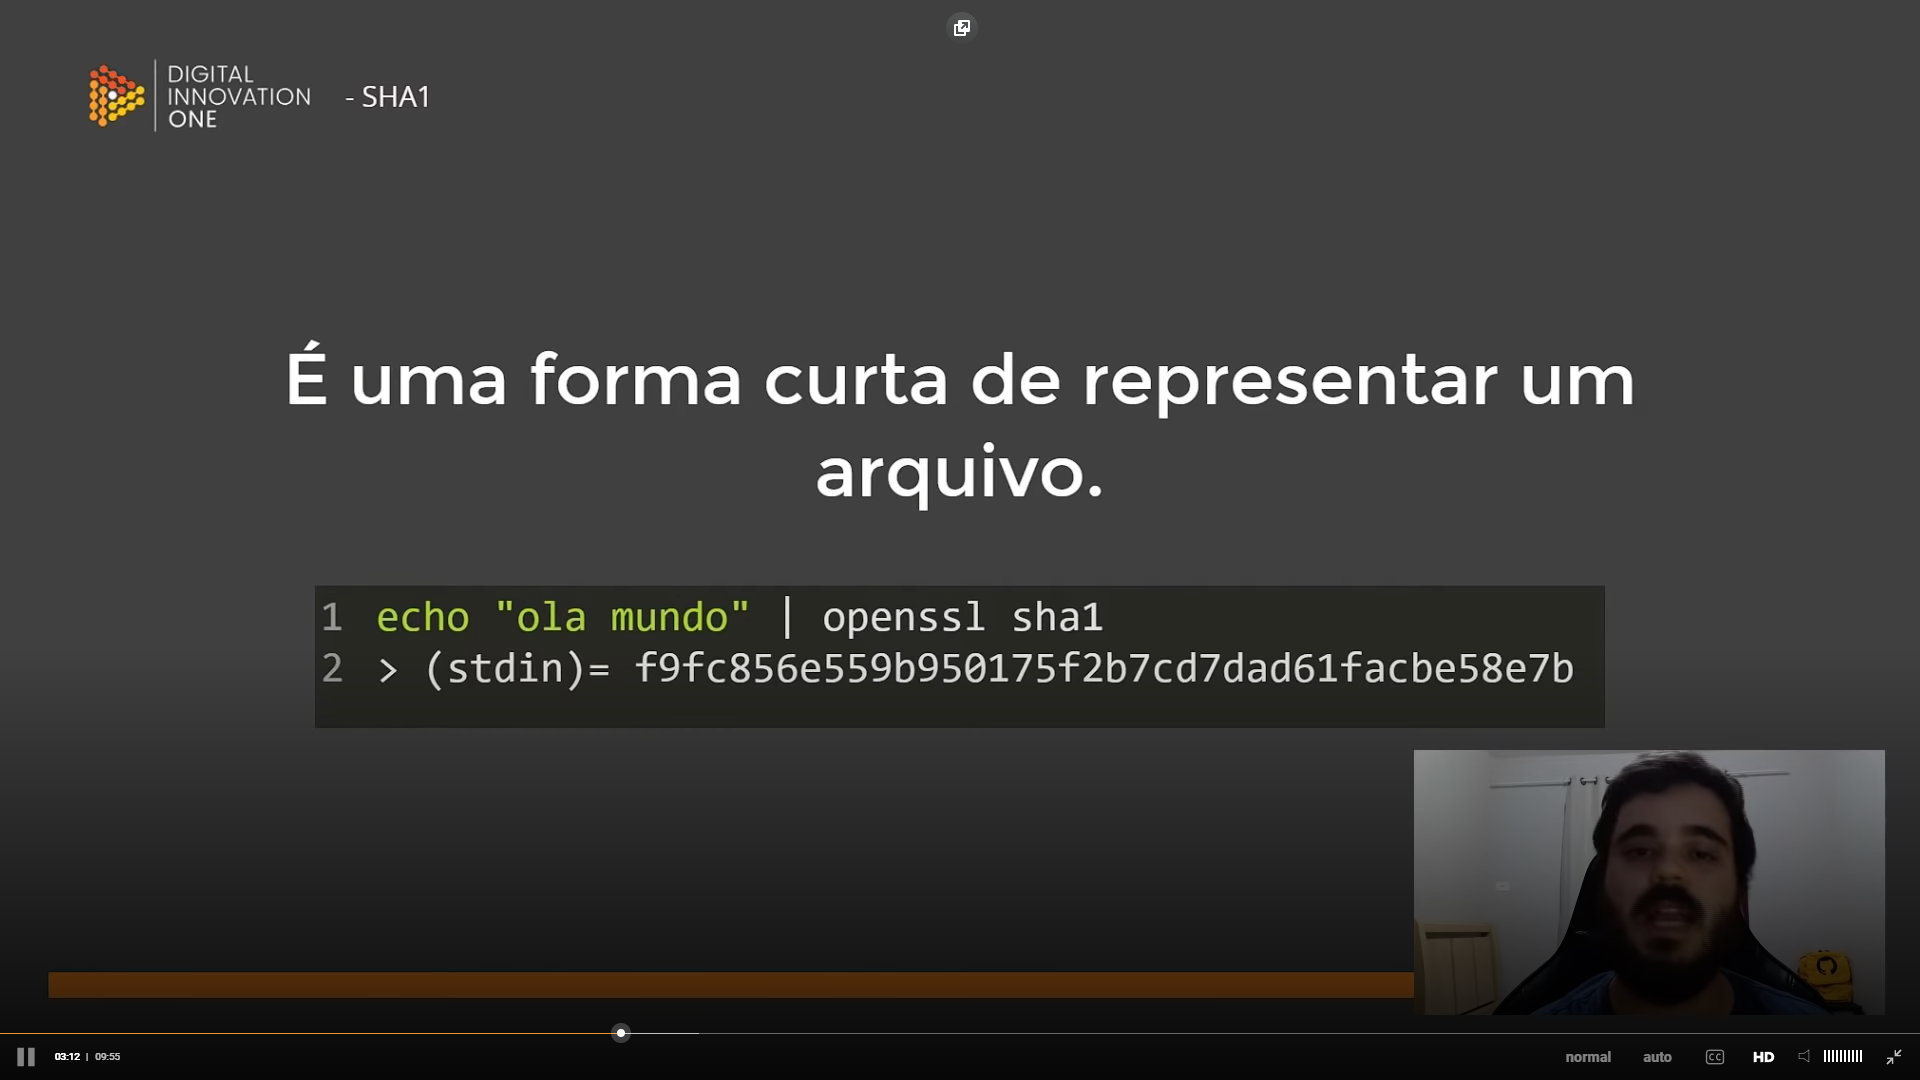 DIGITAL
INNOVATION
ONE
- SHA1
É uma forma curta de representar um
arquivo.
1 echo "ola mundo" | openssl sha1
2 > (stdin)= f9fc856e559b950175f2b7cd7dad61facbe58e7b
03:12 | 09:55
normal auto CC HD